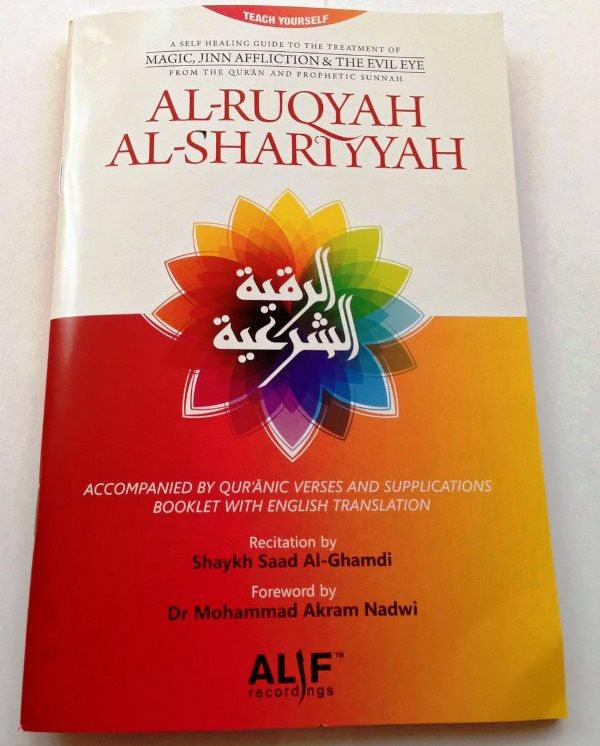 TEACH YOURSELF
A SELF HEALING GUIDE TO THE TREATMENT OF
MAGIC, JINN AFFLICTION & THE EVIL EYE
FROM THE QUR'ĀN AND PROPHETIC SUNNAH
AL-RUQYAH
AL-SHARʿIYYAH
الرقية
الشرعية
ACCOMPANIED BY QUR'ĀNIC VERSES AND SUPPLICATIONS
BOOKLET WITH ENGLISH TRANSLATION
Recitation by
Shaykh Saad Al-Ghamdi
Foreword by
Dr Mohammad Akram Nadwi
ALIF™
recordings